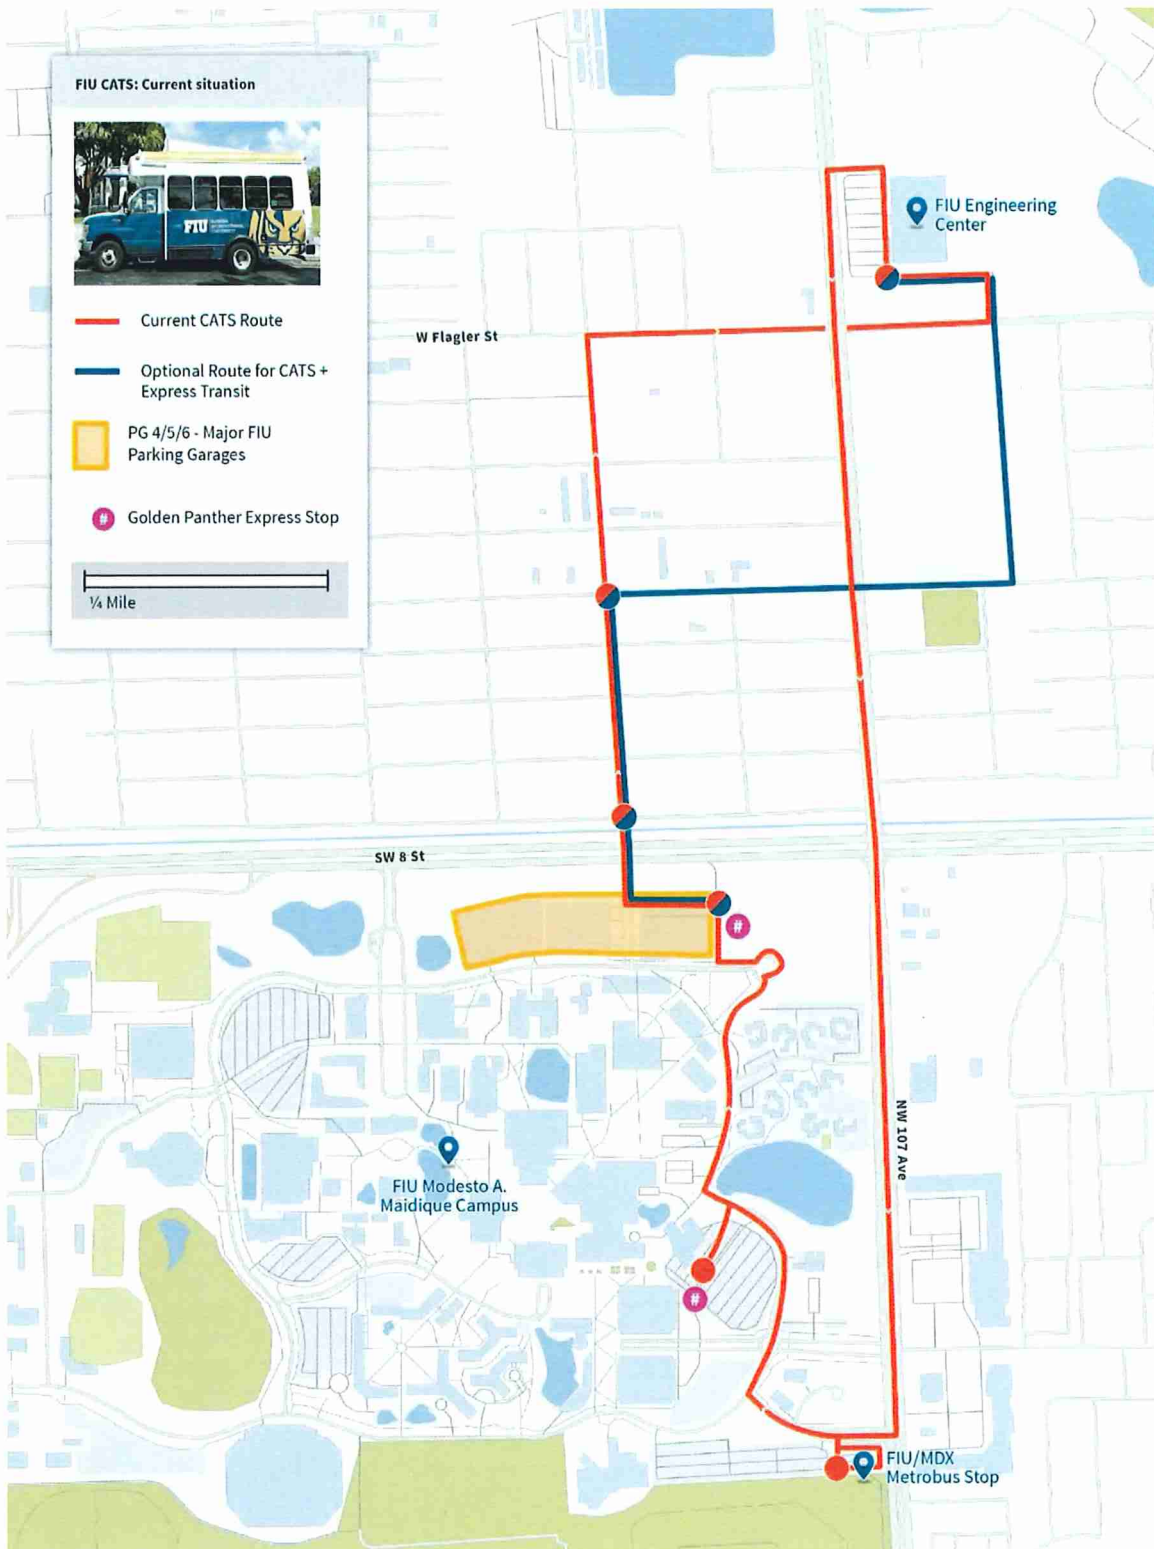 FIU CATS: Current situation
FIU
Current CATS Route
Optional Route for CATS +
Express Transit
PG 4/5/6 - Major FIU
Parking Garages
#
Golden Panther Express Stop
¼ Mile
FIU Engineering
Center
W Flagler St
SW 8 St
#
NW 107 Ave
FIU Modesto A.
Maidique Campus
#
FIU/MDX
Metrobus Stop